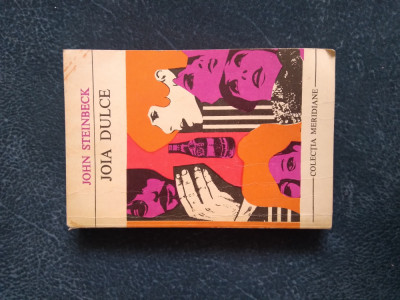 JOHN STEINBECK
JOIA DULCE
COLECȚIA MERIDIANE